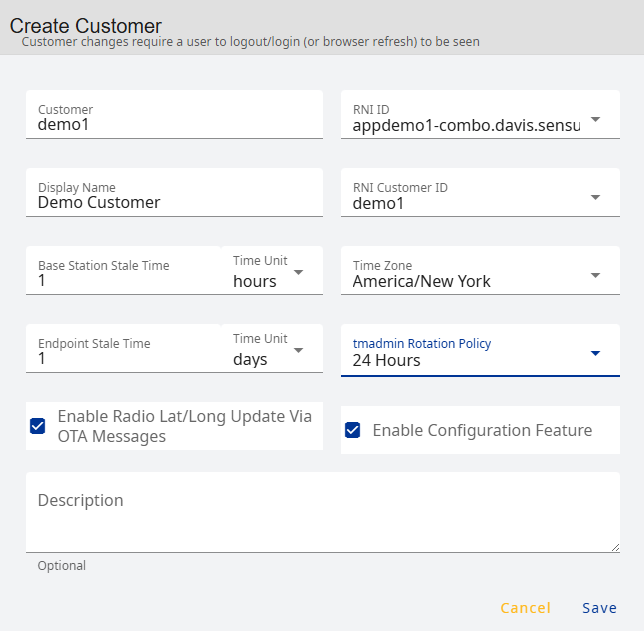 Create Customer
Customer changes require a user to logout/login (or browser refresh) to be seen
Customer
demo1
RNI ID
appdemo1-combo.davis.sensu
Display Name
Demo Customer
RNI Customer ID
demo1
Base Station Stale Time
1
Time Unit
hours
Time Zone
America/New York
Endpoint Stale Time
1
Time Unit
days
tmadmin Rotation Policy
24 Hours
Enable Radio Lat/Long Update Via
OTA Messages
Enable Configuration Feature
Description
Optional
Cancel
Save